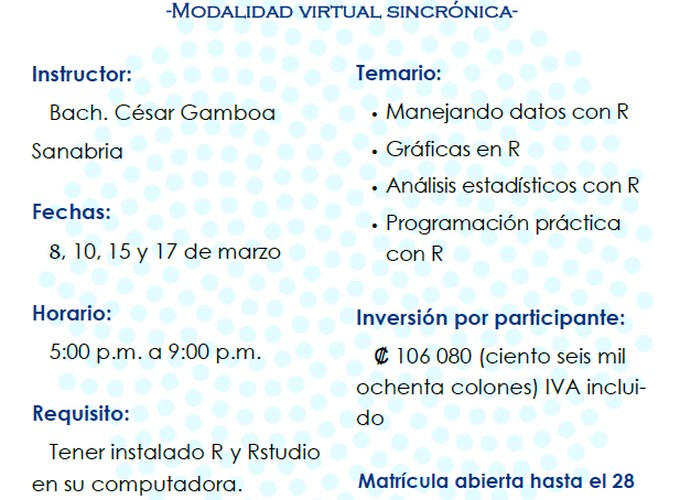 -Modalidad virtual sincrónica-
Instructor:
Bach. César Gamboa
Sanabria
Fechas:
8, 10, 15 y 17 de marzo
Horario:
5:00 p.m. a 9:00 p.m.
Requisito:
Tener instalado R y Rstudio
en su computadora.
Temario:
• Manejando datos con R
• Gráficas en R
• Análisis estadísticos con R
• Programación práctica
con R
Inversión por participante:
₡ 106 080 (ciento seis mil
ochenta colones) IVA inclui-
do
Matrícula abierta hasta el 28